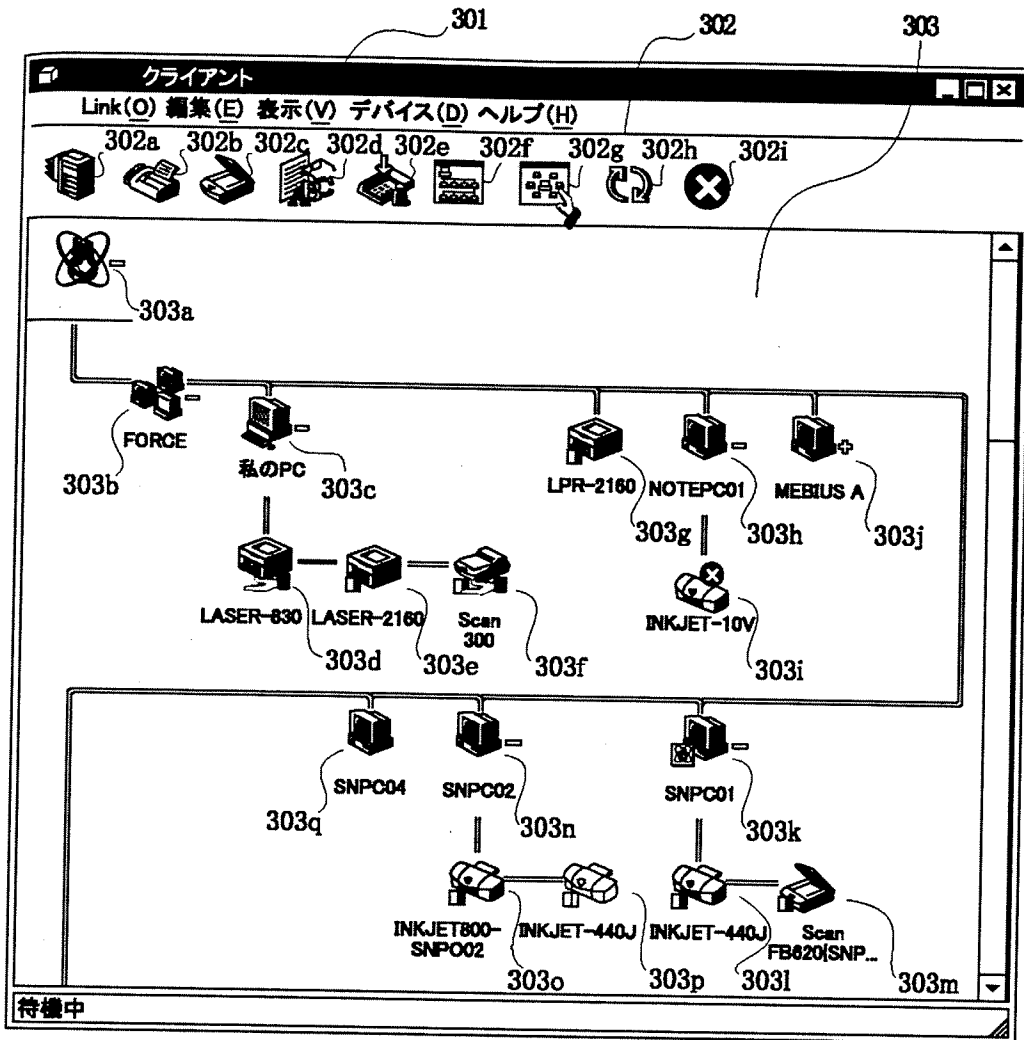 301
302
303
クライアント
Link(O) 編集(E) 表示(V) デバイス(D) ヘルプ(H)
302a 302b 302c 302d 302e 302f 302g 302h 302i
303a
FORCE
303b
私のPC
303c
LPR-2160
303g
NOTEPC01
303h
MEBIUS A
303j
LASER-830
303d
LASER-2160
303e
Scan
300
303f
INKJET-10V
303i
SNPC04
303q
SNPC02
303n
SNPC01
303k
INKJET800-
SNPO02
303o
INKJET-440J
303p
INKJET-440J
303l
Scan
FB620(SNP...
303m
待機中